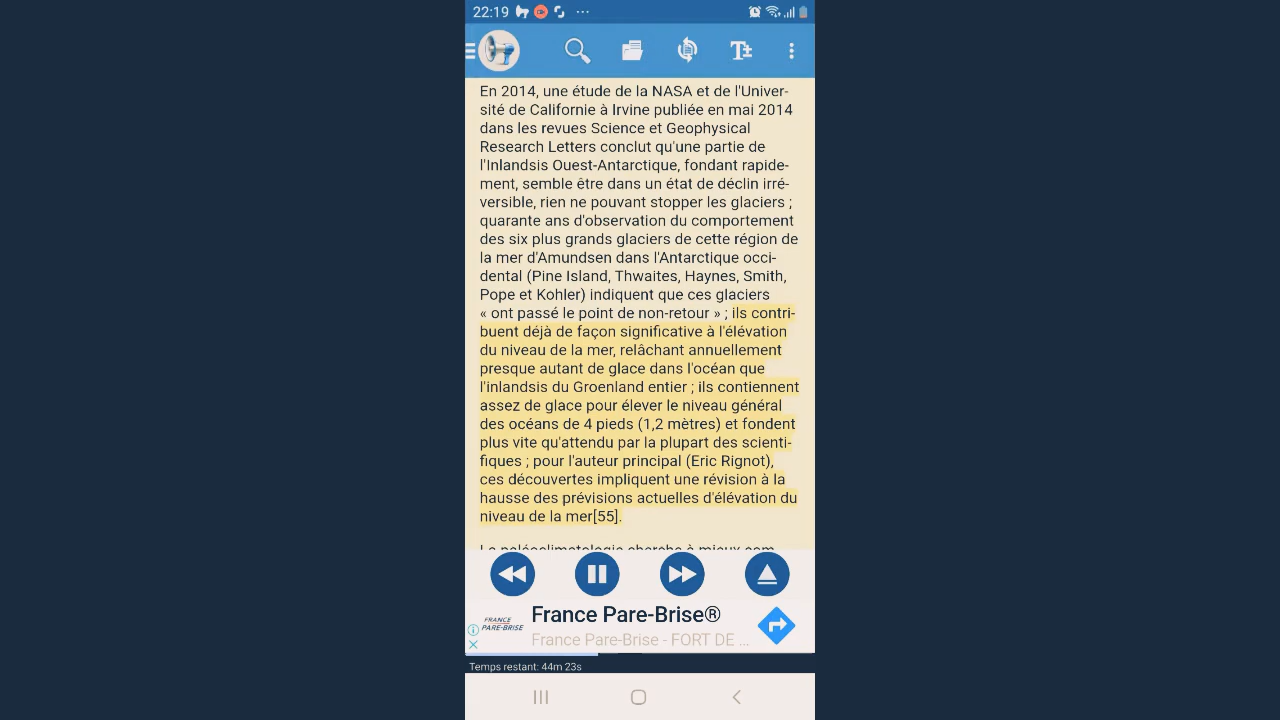 22:19
En 2014, une étude de la NASA et de l'Univer-
sité de Californie à Irvine publiée en mai 2014
dans les revues Science et Geophysical
Research Letters conclut qu'une partie de
l'Inlandsis Ouest-Antarctique, fondant rapide-
ment, semble être dans un état de déclin irré-
versible, rien ne pouvant stopper les glaciers ;
quarante ans d'observation du comportement
des six plus grands glaciers de cette région de
la mer d'Amundsen dans l'Antarctique occi-
dental (Pine Island, Thwaites, Haynes, Smith,
Pope et Kohler) indiquent que ces glaciers
« ont passé le point de non-retour » ; ils contri-
buent déjà de façon significative à l'élévation
du niveau de la mer, relâchant annuellement
presque autant de glace dans l'océan que
l'inlandsis du Groenland entier ; ils contiennent
assez de glace pour élever le niveau général
des océans de 4 pieds (1,2 mètres) et fondent
plus vite qu'attendu par la plupart des scienti-
fiques ; pour l'auteur principal (Eric Rignot),
ces découvertes impliquent une révision à la
hausse des prévisions actuelles d'élévation du
niveau de la mer[55].
La paléoclimatologie cherche à mieux com-
FRANCE
PARE-BRISE
France Pare-Brise®
France Pare-Brise - FORT DE ...
Temps restant: 44m 23s